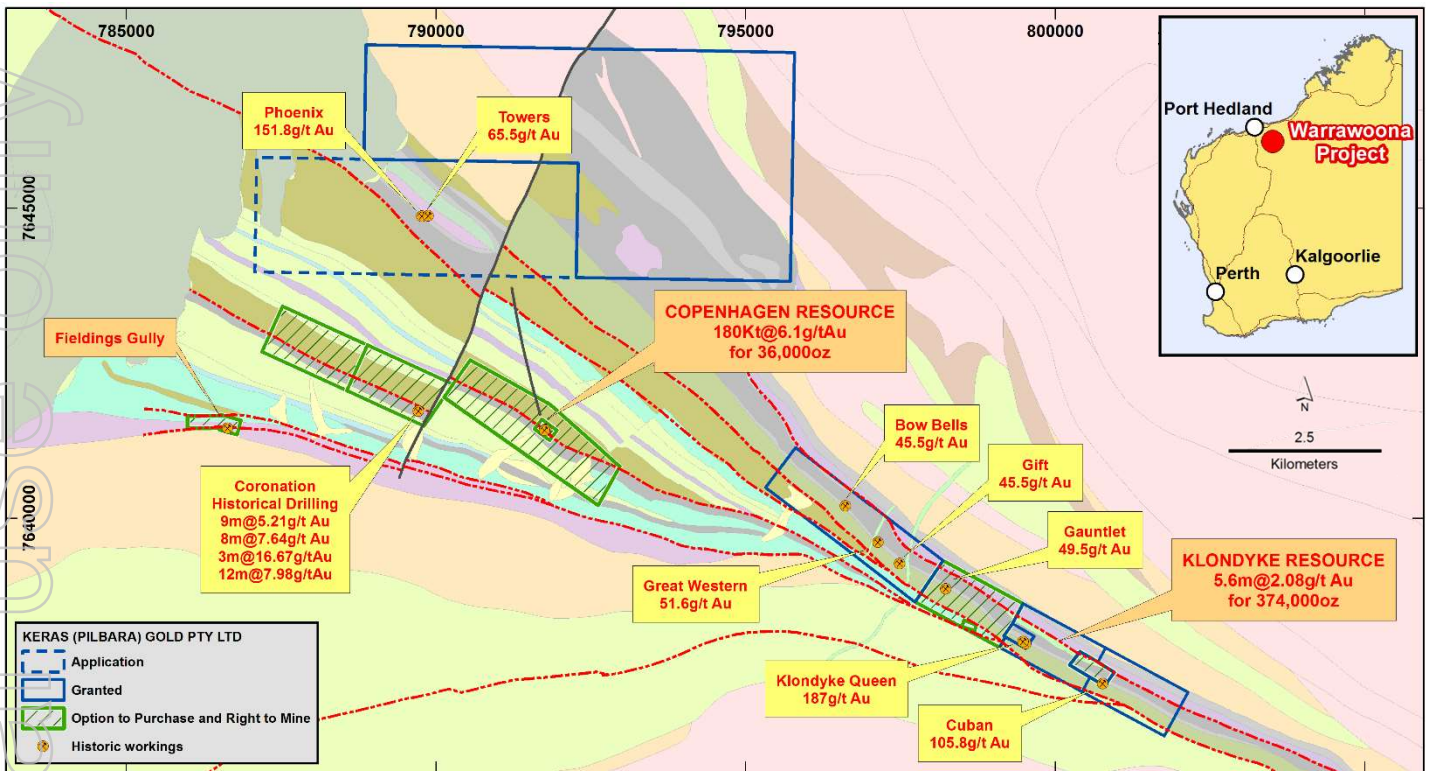 785000
790000
795000
800000
7645000
7640000
Phoenix
151.8g/t Au
Towers
65.5g/t Au
Port Hedland
Warrawoona
Project
Kalgoorlie
Perth
COPENHAGEN RESOURCE
180Kt@6.1g/tAu
for 36,000oz
Fieldings Gully
N
2.5
Kilometers
Bow Bells
45.5g/t Au
Gift
45.5g/t Au
Coronation
Historical Drilling
9m@5.21g/t Au
8m@7.64g/t Au
3m@16.67g/tAu
12m@7.98g/tAu
Gauntlet
49.5g/t Au
Great Western
51.6g/t Au
KLONDYKE RESOURCE
5.6m@2.08g/t Au
for 374,000oz
Klondyke Queen
187g/t Au
Cuban
105.8g/t Au
KERAS (PILBARA) GOLD PTY LTD
Application
Granted
Option to Purchase and Right to Mine
Historic workings